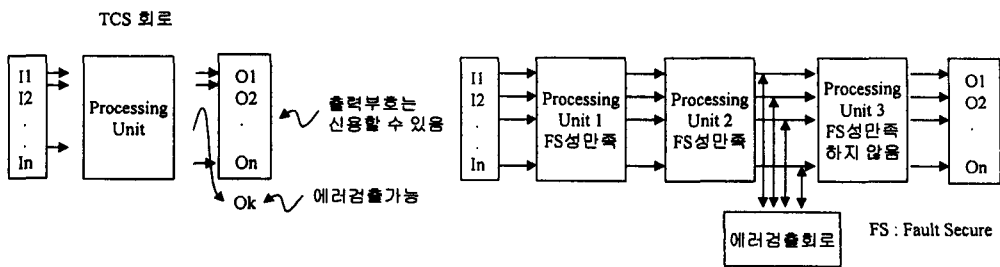 TCS 회로
I1
I2
.
.
In
Processing
Unit
O1
O2
.
On
Ok
출력부호는
신용할 수 있음
에러검출가능
I1
I2
.
.
In
Processing
Unit 1
FS성만족
Processing
Unit 2
FS성만족
Processing
Unit 3
FS성만족
하지 않음
O1
O2
.
.
On
에러검출회로
FS : Fault Secure